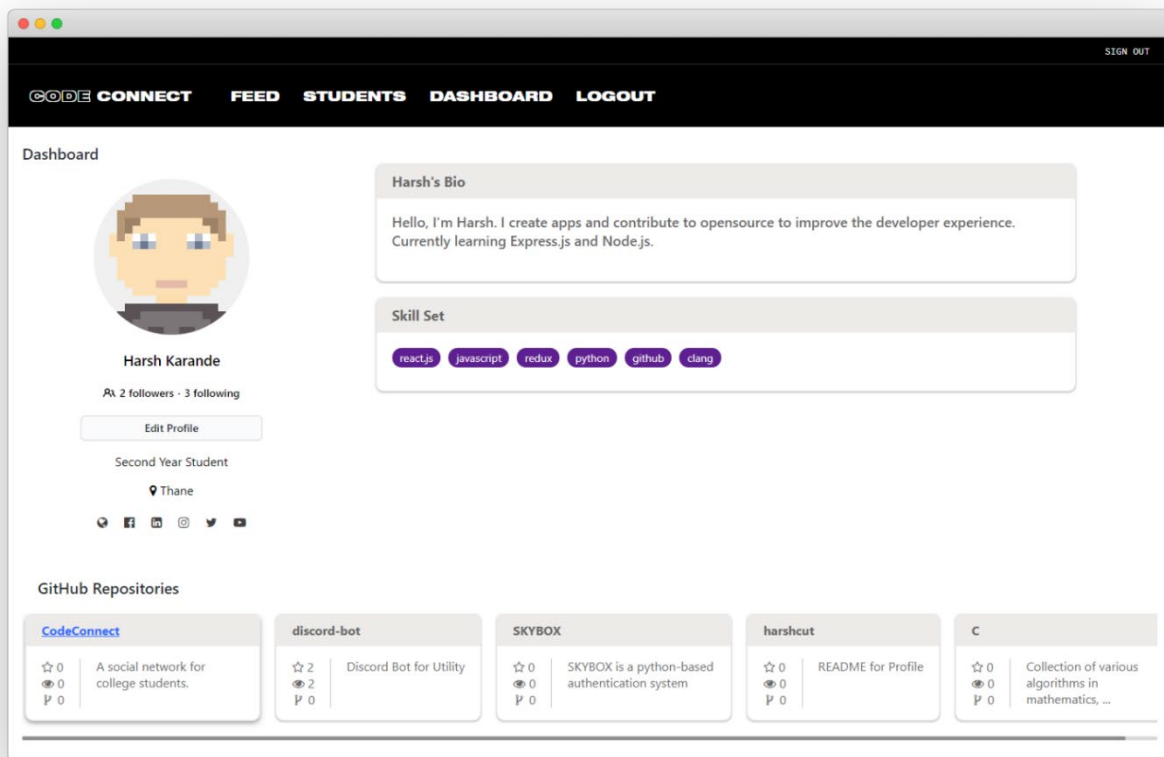 SIGN OUT
CODE CONNECT FEED STUDENTS DASHBOARD LOGOUT
Dashboard
Harsh Karande
2 followers · 3 following
Edit Profile
Second Year Student
Thane
Harsh's Bio
Hello, I'm Harsh. I create apps and contribute to opensource to improve the developer experience.
Currently learning Express.js and Node.js.
Skill Set
react.js javascript redux python github clang
GitHub Repositories
CodeConnect
0
0
0
A social network for
college students.
discord-bot
2
2
0
Discord Bot for Utility
SKYBOX
0
0
0
SKYBOX is a python-based
authentication system
harshcut
0
0
0
README for Profile
C
0
0
0
Collection of various
algorithms in
mathematics, ...